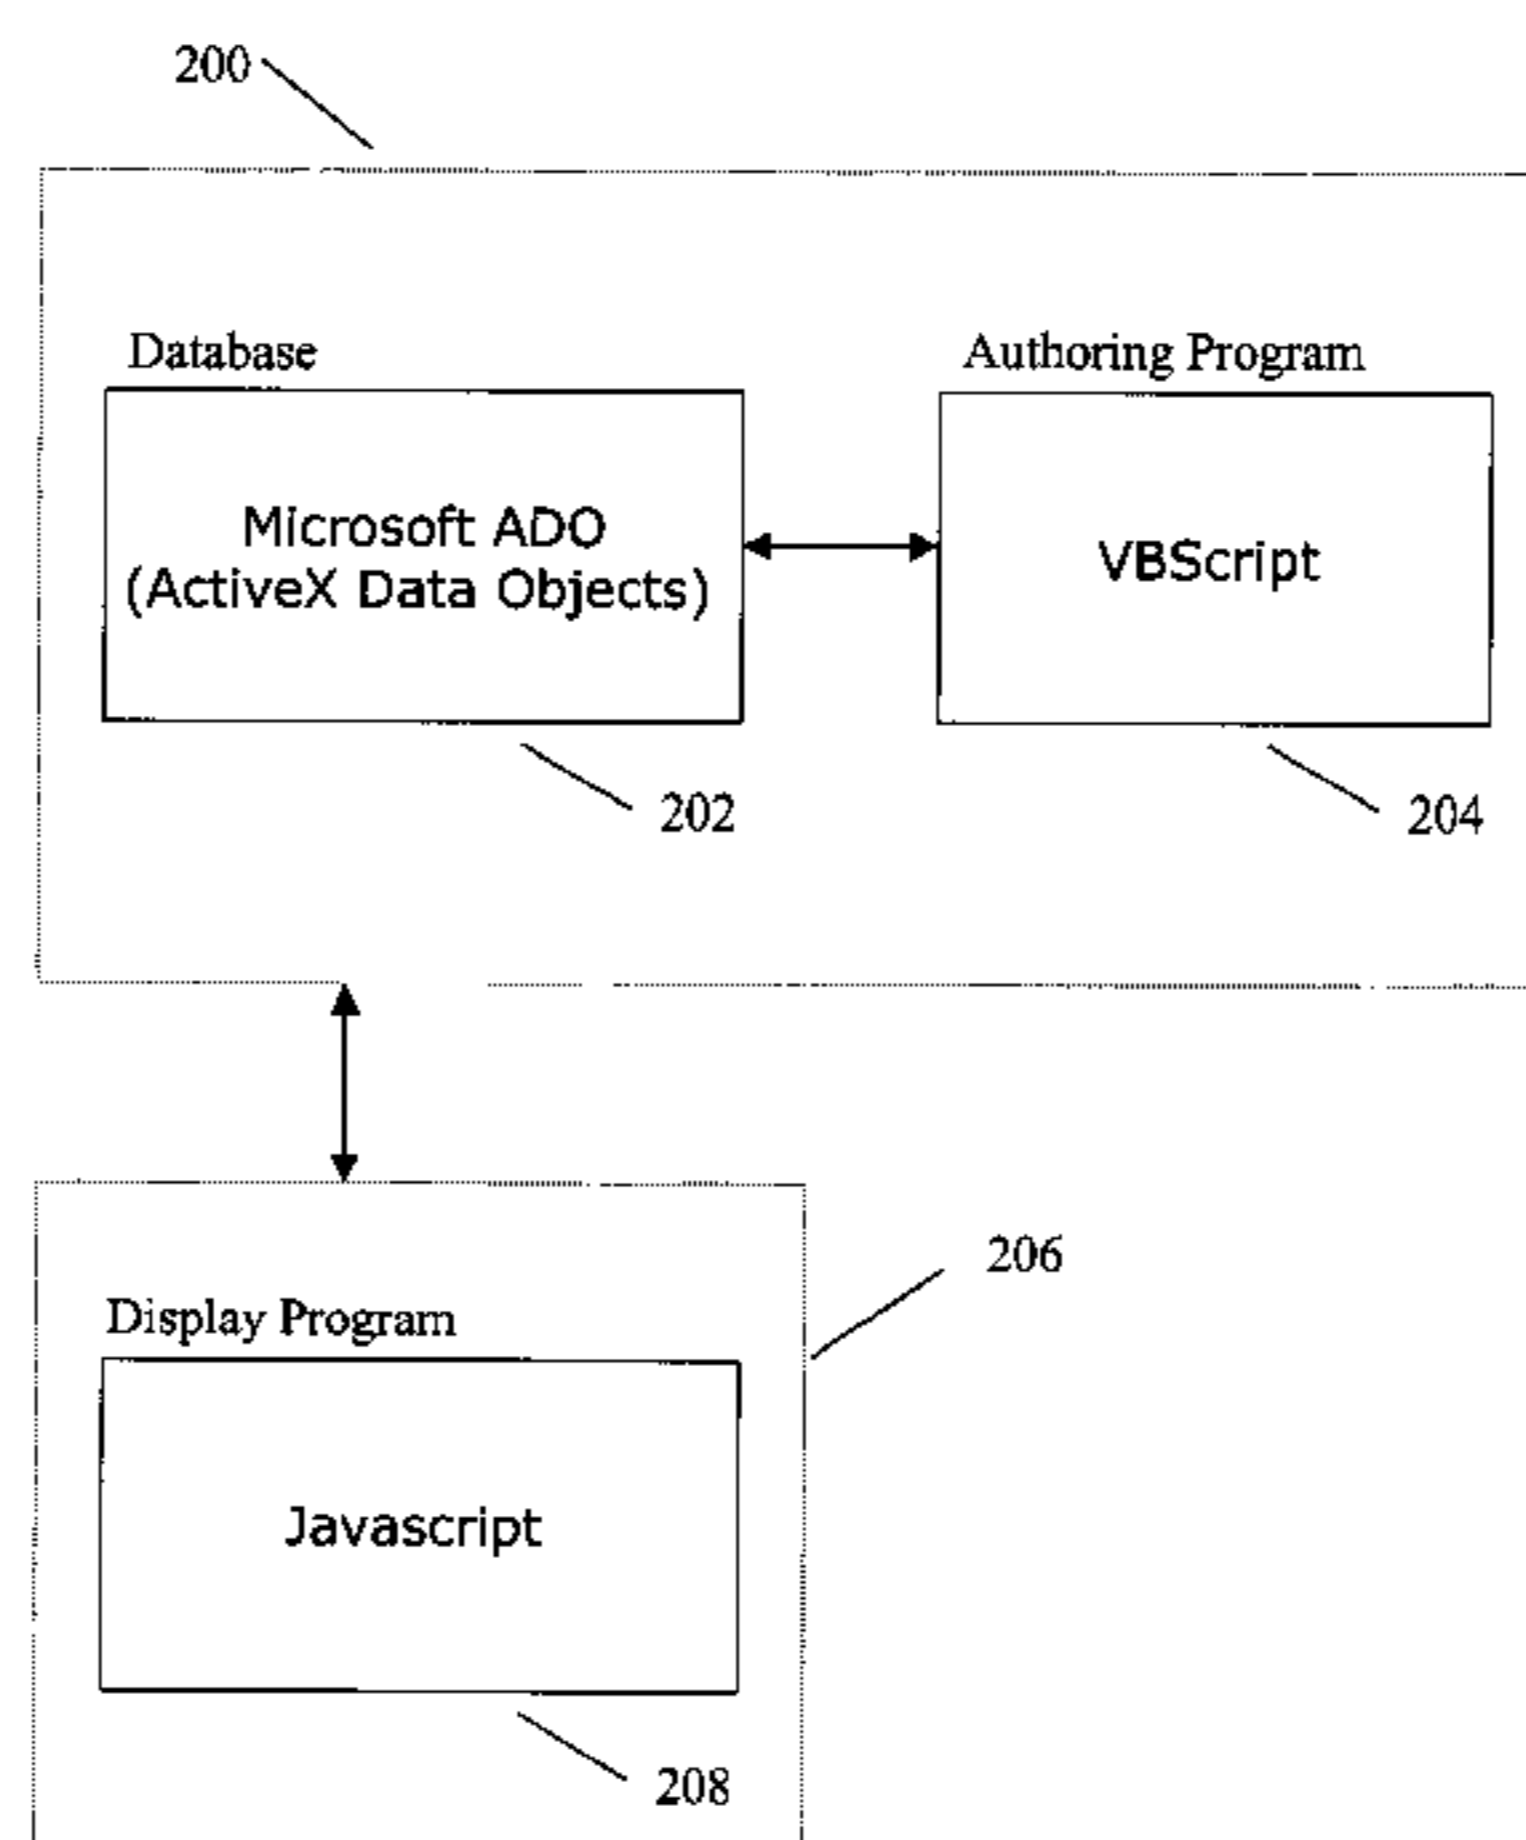 200
Database
Authoring Program
Microsoft ADO
(ActiveX Data Objects)
VBScript
202
204
206
Display Program
Javascript
208